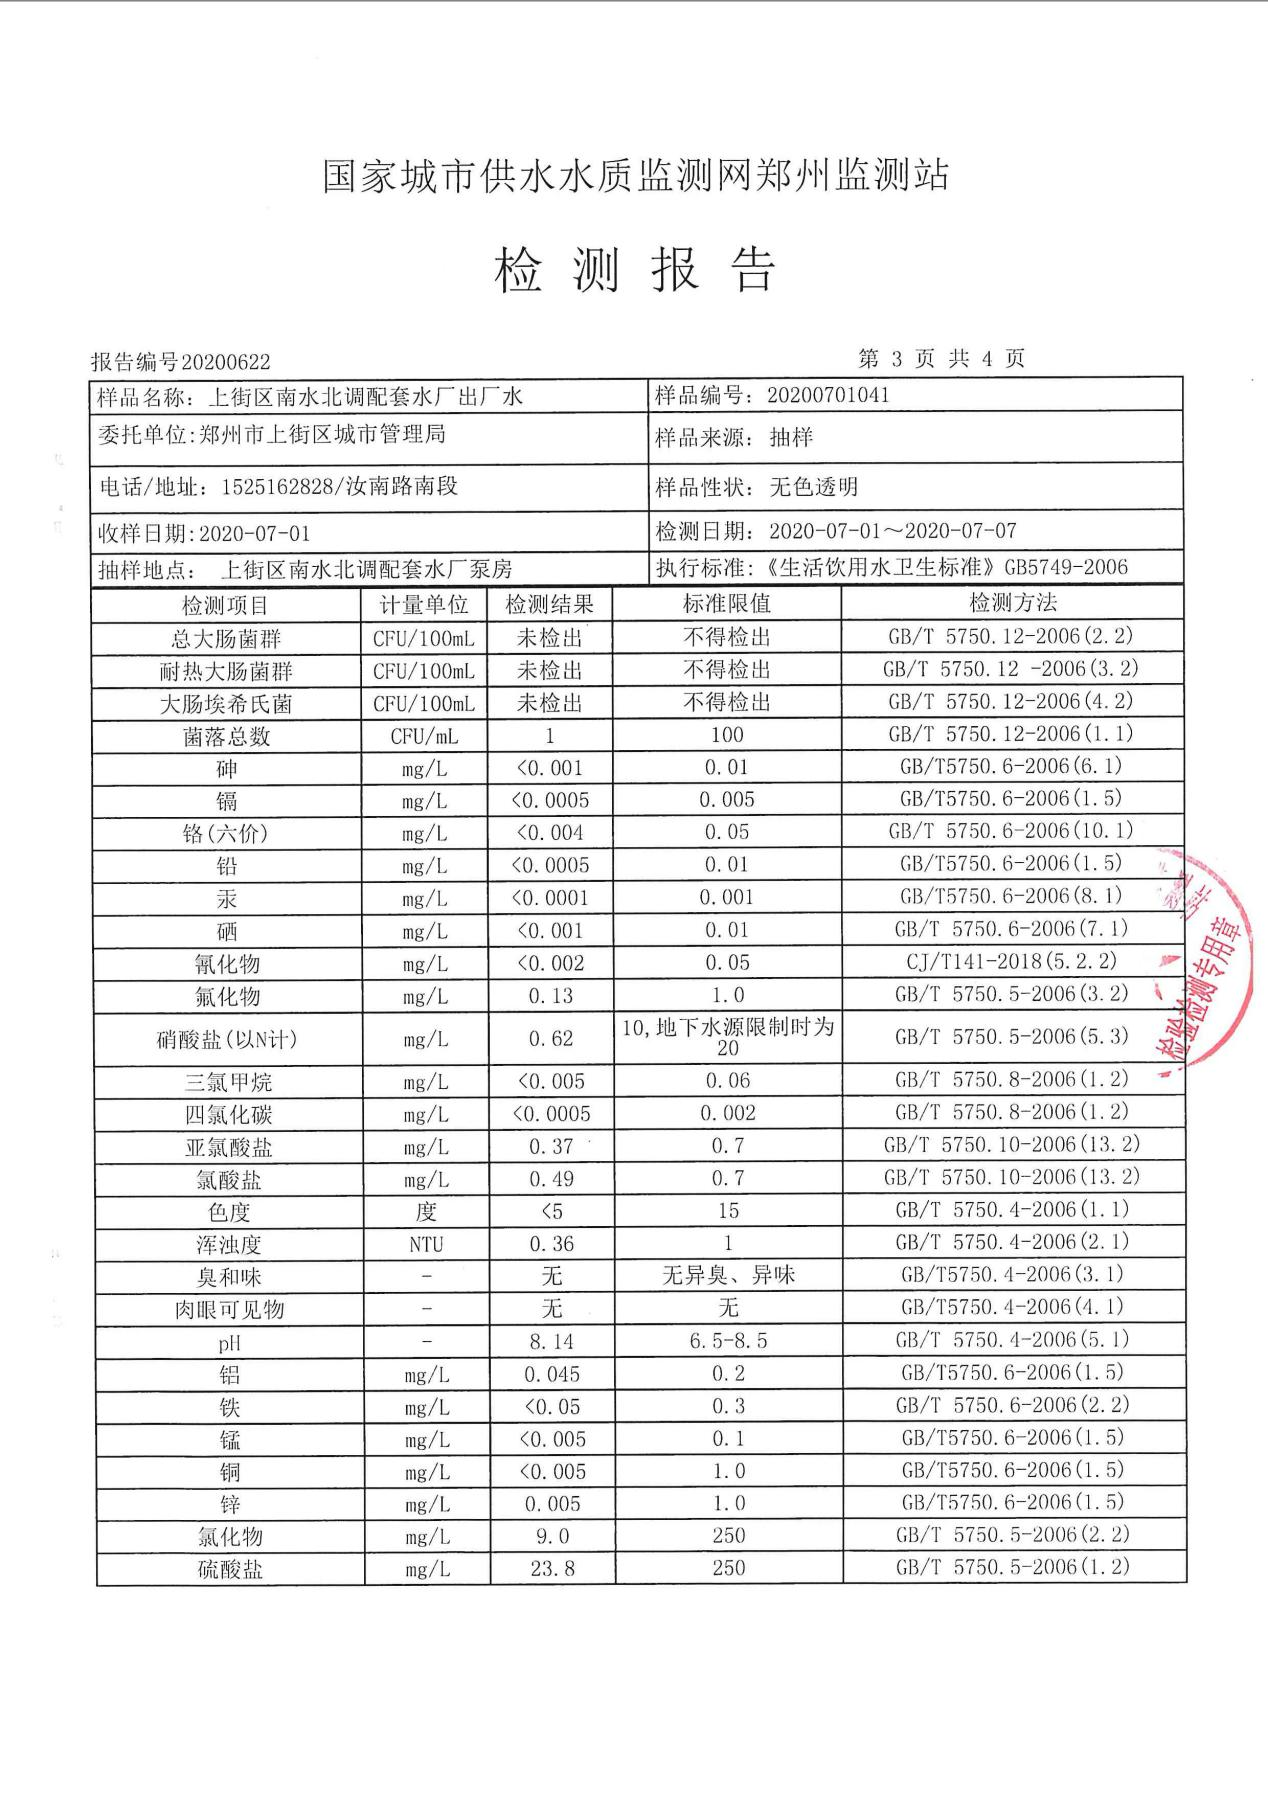 国家城市供水水质监测网郑州监测站
检测报告
报告编号20200622 第 3 页 共 4 页
样品名称：上街区南水北调配套水厂出厂水 样品编号：20200701041
委托单位:郑州市上街区城市管理局 样品来源：抽样
电话/地址：1525162828/汝南路南段 样品性状：无色透明
收样日期:2020-07-01 检测日期：2020-07-01～2020-07-07
抽样地点：上街区南水北调配套水厂泵房 执行标准:《生活饮用水卫生标准》GB5749-2006
检测项目 计量单位 检测结果 标准限值 检测方法
总大肠菌群 CFU/100mL 未检出 不得检出 GB/T 5750.12-2006(2.2)
耐热大肠菌群 CFU/100mL 未检出 不得检出 GB/T 5750.12 -2006(3.2)
大肠埃希氏菌 CFU/100mL 未检出 不得检出 GB/T 5750.12-2006(4.2)
菌落总数 CFU/mL 1 100 GB/T 5750.12-2006(1.1)
砷 mg/L <0.001 0.01 GB/T5750.6-2006(6.1)
镉 mg/L <0.0005 0.005 GB/T5750.6-2006(1.5)
铬(六价) mg/L <0.004 0.05 GB/T 5750.6-2006(10.1)
铅 mg/L <0.0005 0.01 GB/T5750.6-2006(1.5)
汞 mg/L <0.0001 0.001 GB/T5750.6-2006(8.1)
硒 mg/L <0.001 0.01 GB/T 5750.6-2006(7.1)
氰化物 mg/L <0.002 0.05 CJ/T141-2018(5.2.2)
氟化物 mg/L 0.13 1.0 GB/T 5750.5-2006(3.2)
硝酸盐(以N计) mg/L 0.62 10,地下水源限制时为20 GB/T 5750.5-2006(5.3)
三氯甲烷 mg/L <0.005 0.06 GB/T 5750.8-2006(1.2)
四氯化碳 mg/L <0.0005 0.002 GB/T 5750.8-2006(1.2)
亚氯酸盐 mg/L 0.37 0.7 GB/T 5750.10-2006(13.2)
氯酸盐 mg/L 0.49 0.7 GB/T 5750.10-2006(13.2)
色度 度 <5 15 GB/T 5750.4-2006(1.1)
浑浊度 NTU 0.36 1 GB/T 5750.4-2006(2.1)
臭和味 - 无 无异臭、异味 GB/T5750.4-2006(3.1)
肉眼可见物 - 无 无 GB/T5750.4-2006(4.1)
pH - 8.14 6.5-8.5 GB/T 5750.4-2006(5.1)
铝 mg/L 0.045 0.2 GB/T5750.6-2006(1.5)
铁 mg/L <0.05 0.3 GB/T 5750.6-2006(2.2)
锰 mg/L <0.005 0.1 GB/T5750.6-2006(1.5)
铜 mg/L <0.005 1.0 GB/T5750.6-2006(1.5)
锌 mg/L 0.005 1.0 GB/T5750.6-2006(1.5)
氯化物 mg/L 9.0 250 GB/T 5750.5-2006(2.2)
硫酸盐 mg/L 23.8 250 GB/T 5750.5-2006(1.2)
检验检测专用章